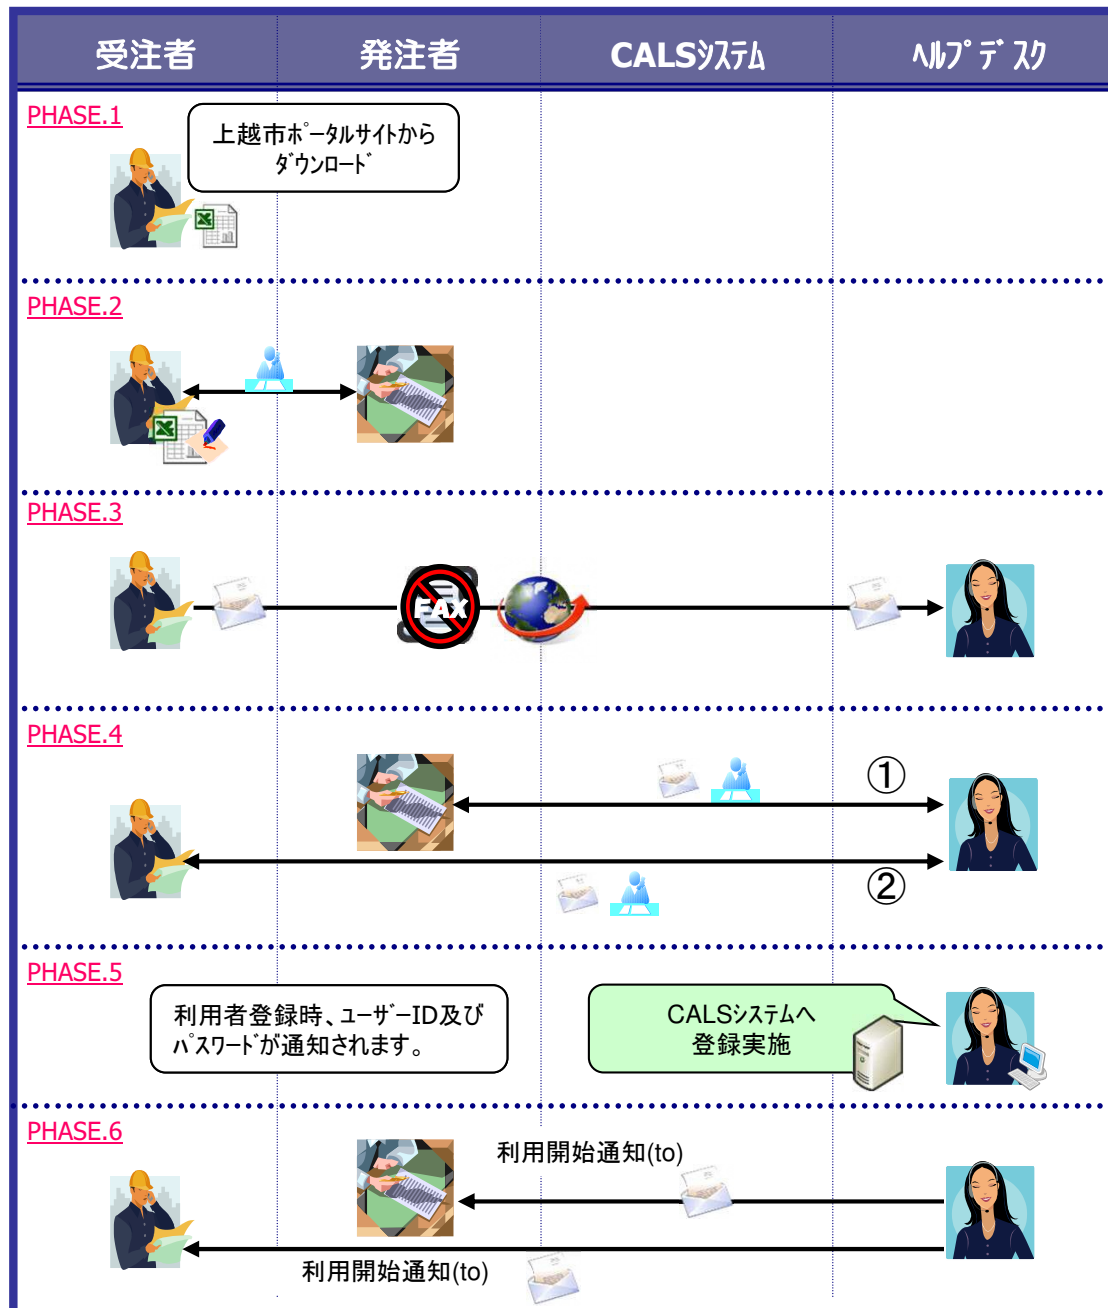 受注者
発注者
CALSｼｽﾃﾑ
ﾍﾙﾌﾟﾃﾞｽｸ
PHASE.1
上越市ﾎﾟｰﾀﾙｻｲﾄから
ﾀﾞｳﾝﾛｰﾄﾞ
PHASE.2
PHASE.3
FAX
PHASE.4
①
②
PHASE.5
利用者登録時、ﾕｰｻﾞｰID及び
ﾊﾟｽﾜｰﾄﾞが通知されます。
CALSｼｽﾃﾑへ
登録実施
PHASE.6
利用開始通知(to)
利用開始通知(to)